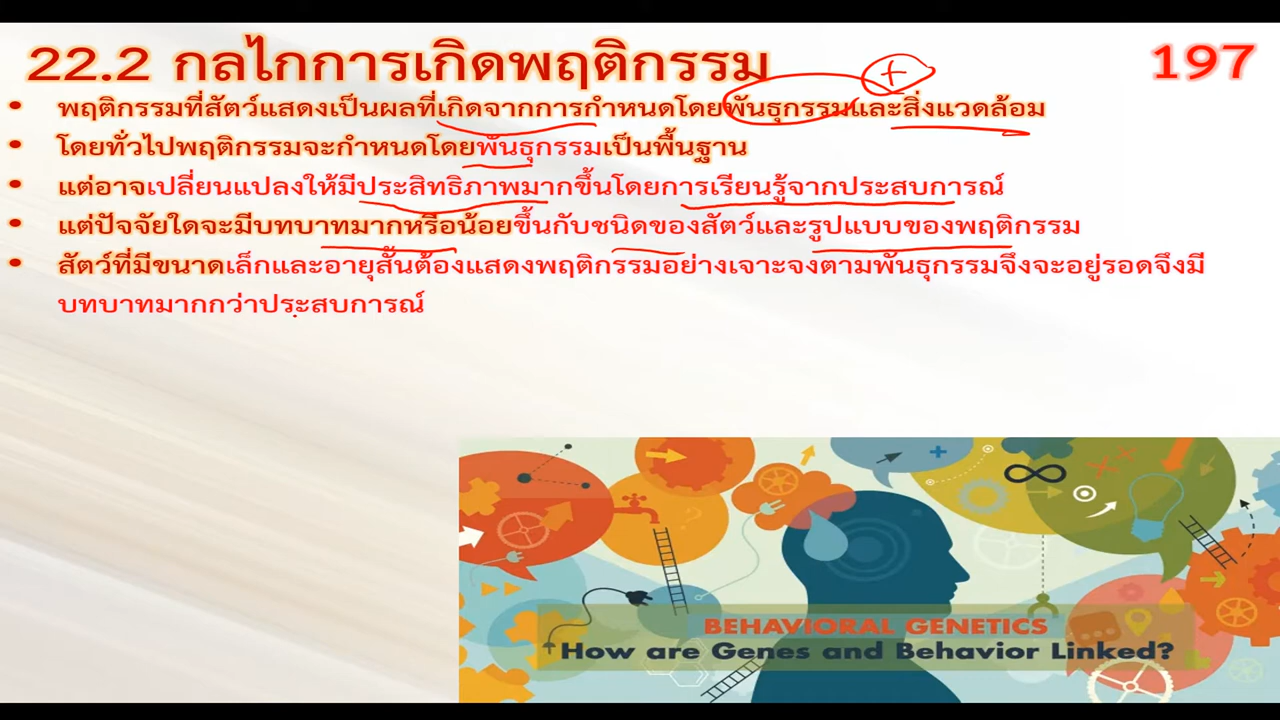 22.2 กลไกการเกิดพฤติกรรม
197
• พฤติกรรมที่สัตว์แสดงเป็นผลที่เกิดจากการกำหนดโดยพันธุกรรมและสิ่งแวดล้อม
• โดยทั่วไปพฤติกรรมจะกำหนดโดยพันธุกรรมเป็นพื้นฐาน
• แต่อาจเปลี่ยนแปลงให้มีประสิทธิภาพมากขึ้นโดยการเรียนรู้จากประสบการณ์
• แต่ปัจจัยใดจะมีบทบาทมากหรือน้อยขึ้นกับชนิดของสัตว์และรูปแบบของพฤติกรรม
• สัตว์ที่มีขนาดเล็กและอายุสั้นต้องแสดงพฤติกรรมอย่างเจาะจงตามพันธุกรรมจึงจะอยู่รอดจึงมี
บทบาทมากกว่าประสบการณ์
BEHAVIORAL GENETICS
How are Genes and Behavior Linked?